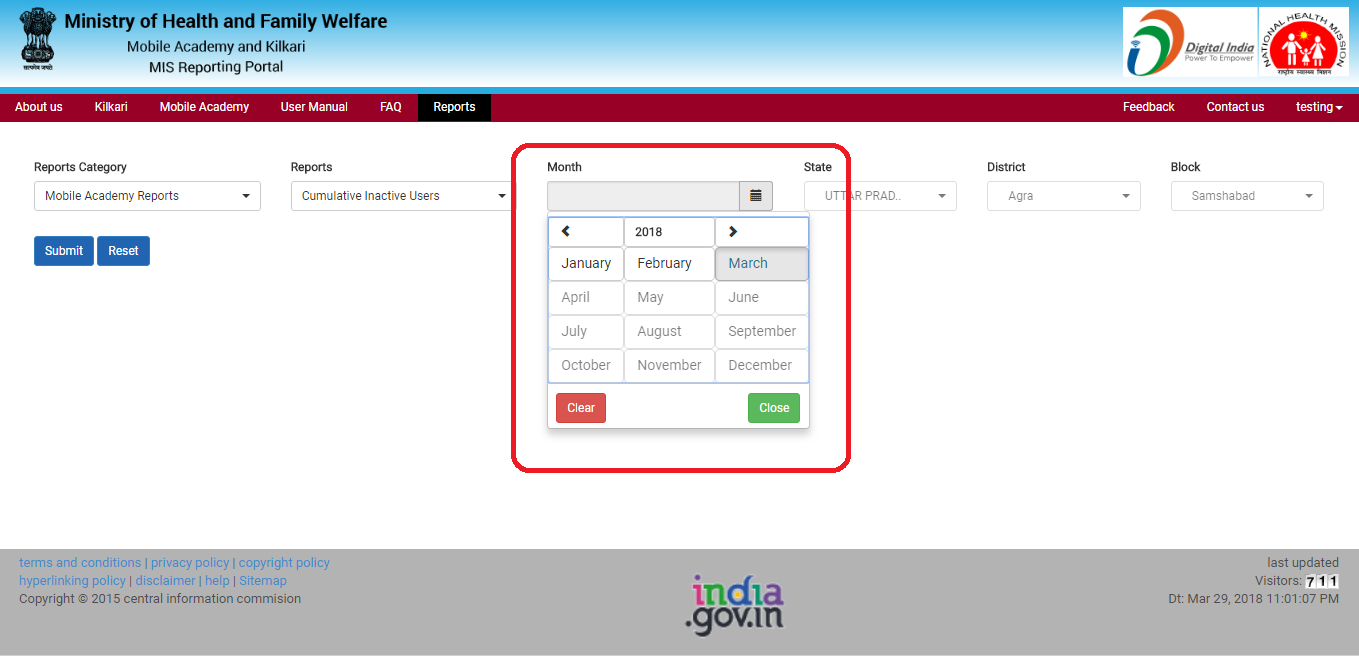 Ministry of Health and Family Welfare
Mobile Academy and Kilkari
MIS Reporting Portal
सत्यमेव जयते
Digital India
Power To Empower
NATIONAL HEALTH MISSION
राष्ट्रीय स्वास्थ्य मिशन
About us Kilkari Mobile Academy User Manual FAQ Reports Feedback Contact us testing
Reports Category Reports Month State District Block
Mobile Academy Reports Cumulative Inactive Users UTTAR PRAD.. Agra Samshabad
Submit Reset
2018
January February March
April May June
July August September
October November December
Clear Close
terms and conditions | privacy policy | copyright policy
hyperlinking policy | disclaimer | help | Sitemap
Copyright © 2015 central information commision
india
.gov.in
last updated
Visitors: 711
Dt: Mar 29, 2018 11:01:07 PM